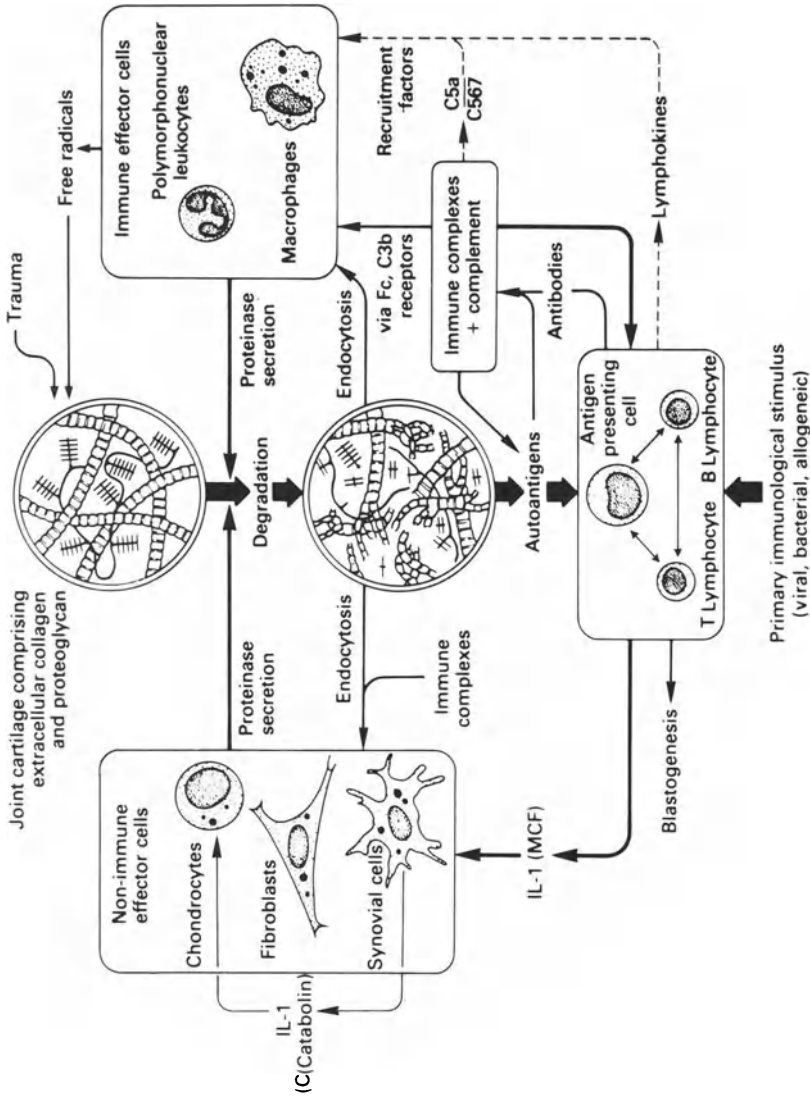 Joint cartilage comprising
extracellular collagen
and proteoglycan
Trauma
Free radicals
Non-immune
effector cells
Chondrocytes
Fibroblasts
Synovial cells
IL-1
(C(Catabolin)
Proteinase
secretion
Proteinase
secretion
Degradation
Immune effector cells
Polymorphonuclear
leukocytes
Macrophages
Endocytosis
Endocytosis
Immune
complexes
via Fc, C3b
receptors
Recruitment
factors
C5a
C567
Immune complexes
+ complement
Autoantigens
Antibodies
Lymphokines
IL-1 (MCF)
Blastogenesis
Antigen
presenting
cell
T Lymphocyte B Lymphocyte
Primary immunological stimulus
(viral, bacterial, allogeneic)